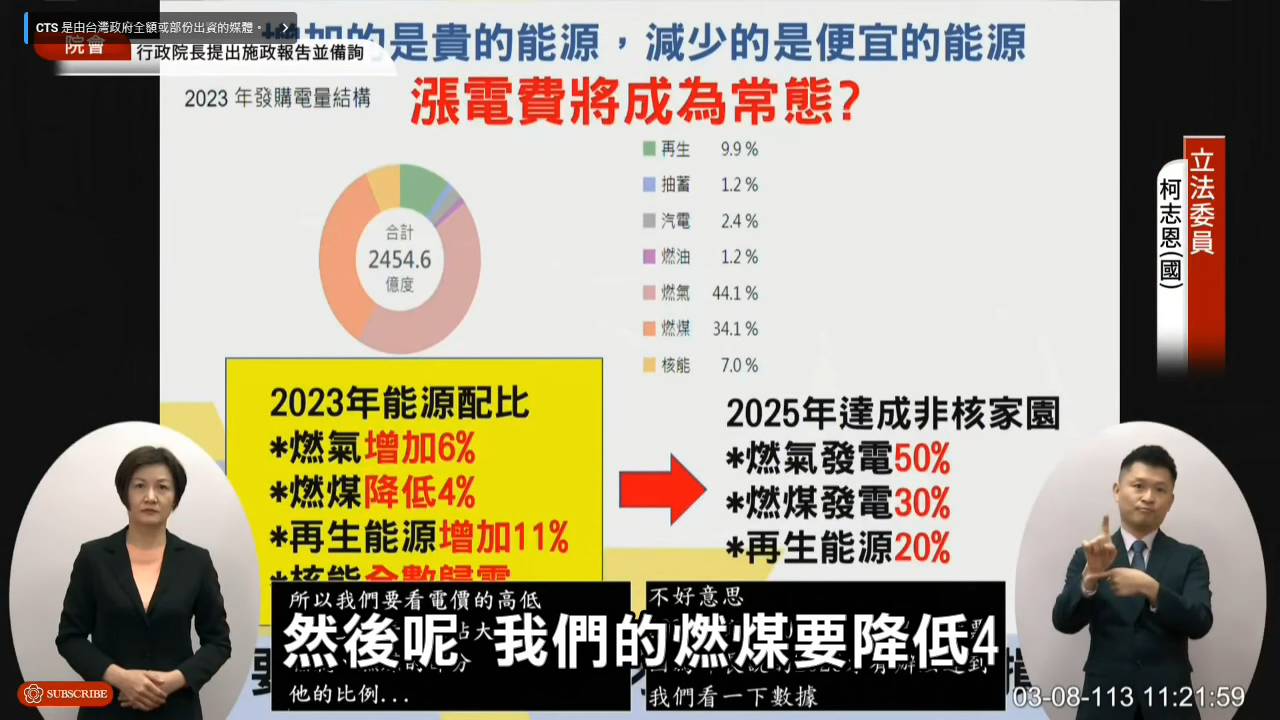 CTS 是由台灣政府全額或部份出資的媒體。
院會
行政院長提出施政報告並備詢
增加的是貴的能源，減少的是便宜的能源
漲電費將成為常態?
2023 年發購電量結構
再生 9.9 %
抽蓄 1.2 %
汽電 2.4 %
燃油 1.2 %
燃氣 44.1 %
燃煤 34.1 %
核能 7.0 %
合計
2454.6
億度
立法委員
柯志恩(國)
2023年能源配比
*燃氣增加6%
*燃煤降低4%
*再生能源增加11%
*核能全數歸零
2025年達成非核家園
*燃氣發電50%
*燃煤發電30%
*再生能源20%
所以我們要看電價的高低
他的比例...
不好意思
我們看一下數據
然後呢 我們的燃煤要降低4
SUBSCRIBE
03-08-113 11:21:59